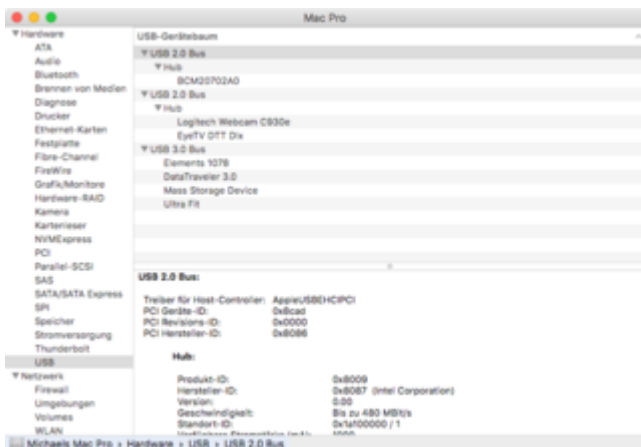 Mac Pro
Hardware
ATA
Audio
Bluetooth
Brennen von Medien
Diagnose
Drucker
Ethernet-Karten
Festplatte
Fibre-Channel
FireWire
Grafik/Monitore
Hardware-RAID
Kamera
Kartenleser
NVMExpress
PCI
Parallel-SCSI
SAS
SATA/SATA Express
SPI
Speicher
Stromversorgung
Thunderbolt
USB
Netzwerk
Firewall
Umgebungen
Volumes
WLAN
USB-Gerätebaum
USB 2.0 Bus
Hub
BCM20702A0
USB 2.0 Bus
Hub
Logitech Webcam C930e
EyeTV DTT Dlx
USB 3.0 Bus
Elements 1078
DataTraveler 3.0
Mass Storage Device
Ultra Fit
USB 2.0 Bus:
Treiber für Host-Controller: AppleUSBEHCIPCI
PCI Geräte-ID: 0x8cad
PCI Revisions-ID: 0x0000
PCI Hersteller-ID: 0x8086
Hub:
Produkt-ID: 0x8009
Hersteller-ID: 0x8087 (Intel Corporation)
Version: 0.00
Geschwindigkeit: Bis zu 480 MBit/s
Standort-ID: 0x1a100000 / 1
Michaels Mac Pro › Hardware › USB › USB 2.0 Bus